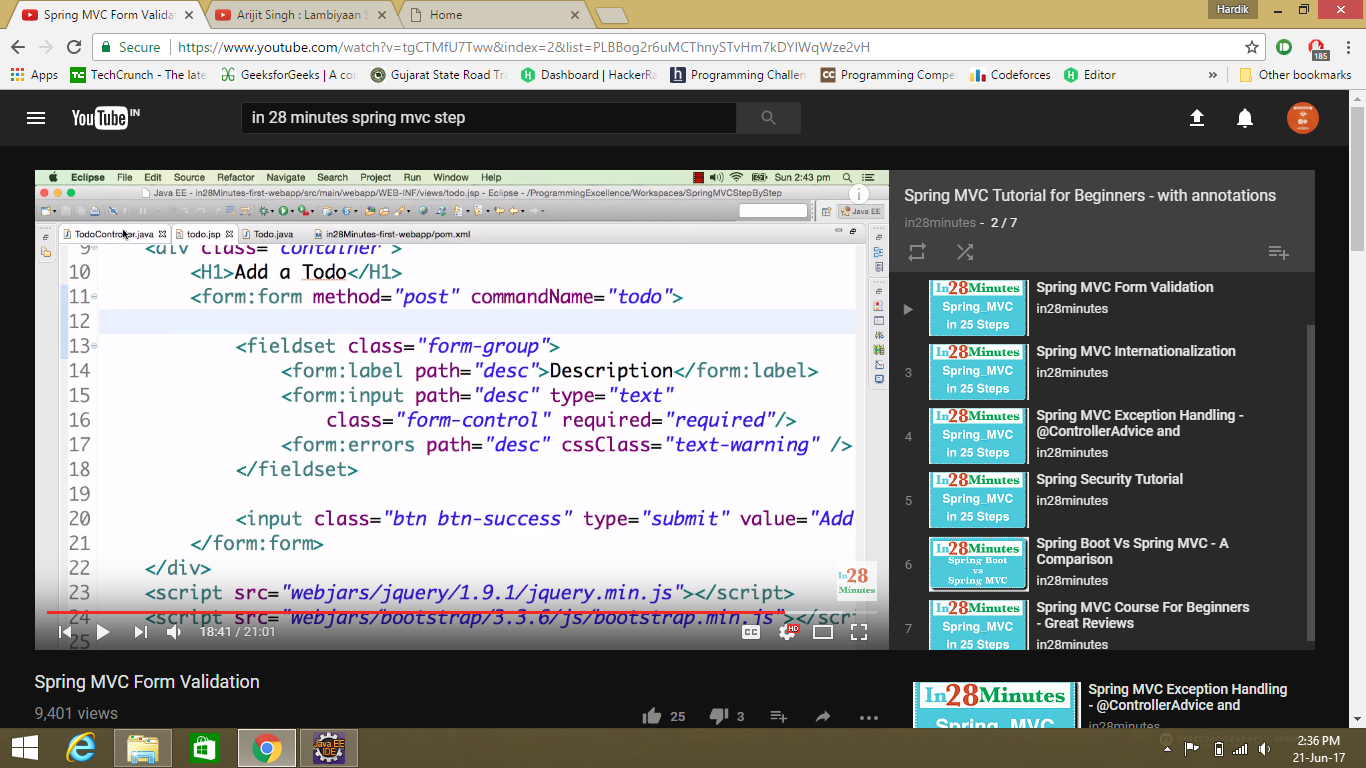 Spring MVC Form Valida
Arijit Singh : Lambiyaan S
Home
Hardik
Secure
https://www.youtube.com/watch?v=tgCTMfU7Tww&index=2&list=PLBBog2r6uMCThnySTvHm7kDYlWqWze2vH
185
Apps
TechCrunch - The late
GeeksforGeeks | A co
Gujarat State Road Tr
Dashboard | HackerRa
Programming Challen
Programming Compe
Codeforces
Editor
Other bookmarks
YouTube IN
in 28 minutes spring mvc step
Eclipse File Edit Source Refactor Navigate Search Project Run Window Help
Sun 2:43 pm
Java EE - in28Minutes-first-webapp/src/main/webapp/WEB-INF/views/todo.jsp - Eclipse - /ProgrammingExcellence/Workspaces/SpringMVCStepByStep
Java EE
TodoController.java
todo.jsp
Todo.java
in28Minutes-first-webapp/pom.xml
9 <div class="container">
10 <H1>Add a Todo</H1>
11 <form:form method="post" commandName="todo">
12
13 <fieldset class="form-group">
14 <form:label path="desc">Description</form:label>
15 <form:input path="desc" type="text"
16 class="form-control" required="required"/>
17 <form:errors path="desc" cssClass="text-warning" />
18 </fieldset>
19
20 <input class="btn btn-success" type="submit" value="Add
21 </form:form>
22 </div>
23 <script src="webjars/jquery/1.9.1/jquery.min.js"></script>
24 <script src="webjars/bootstrap/3.3.6/js/bootstrap.min.js"></scr
25
In28
Minutes
18:41 / 21:01
CC
HD
Spring MVC Form Validation
9,401 views
25
3
Spring MVC Tutorial for Beginners - with annotations
in28minutes - 2 / 7
In28Minutes
Spring_MVC
in 25 Steps
Spring MVC Form Validation
in28minutes
3
In28Minutes
Spring_MVC
in 25 Steps
Spring MVC Internationalization
in28minutes
4
In28Minutes
Spring_MVC
in 25 Steps
Spring MVC Exception Handling -
@ControllerAdvice and
in28minutes
5
In28Minutes
Spring_MVC
in 25 Steps
Spring Security Tutorial
in28minutes
6
In28Minutes
Spring Boot
vs
Spring MVC
Spring Boot Vs Spring MVC - A
Comparison
in28minutes
7
In28Minutes
Spring_MVC
in 25 Steps
Spring MVC Course For Beginners
- Great Reviews
in28minutes
In28Minutes
Spring_MVC
Spring MVC Exception Handling
- @ControllerAdvice and
in28minutes
Java EE
IDE
2:36 PM
21-Jun-17